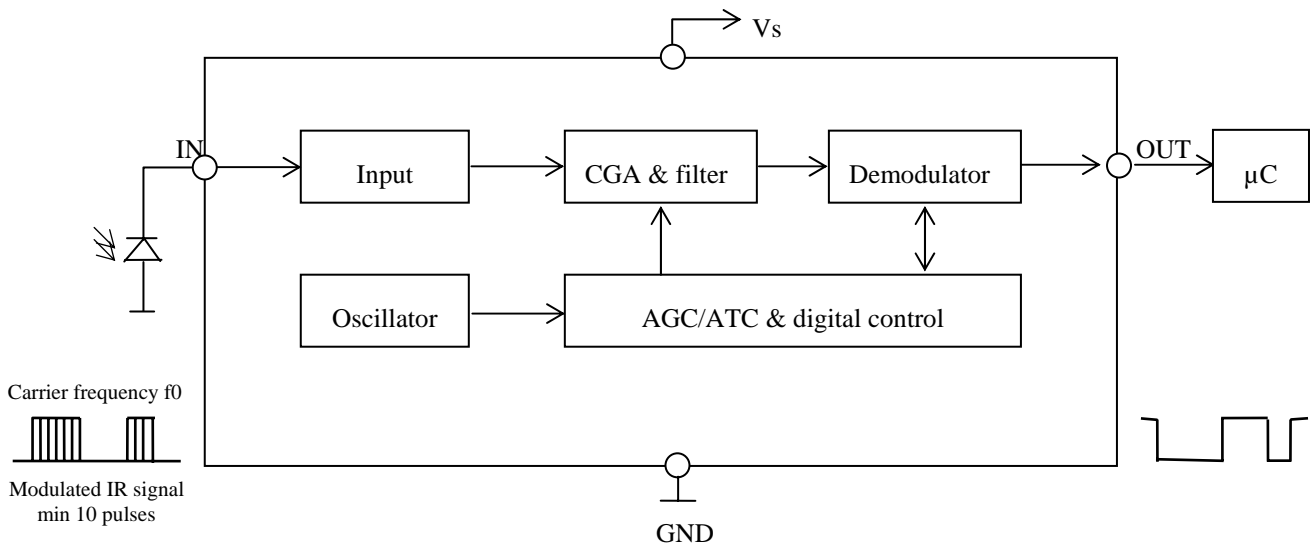 Vs
IN
Input
CGA & filter
Demodulator
OUT
µC
Oscillator
AGC/ATC & digital control
Carrier frequency f0
Modulated IR signal
min 10 pulses
GND